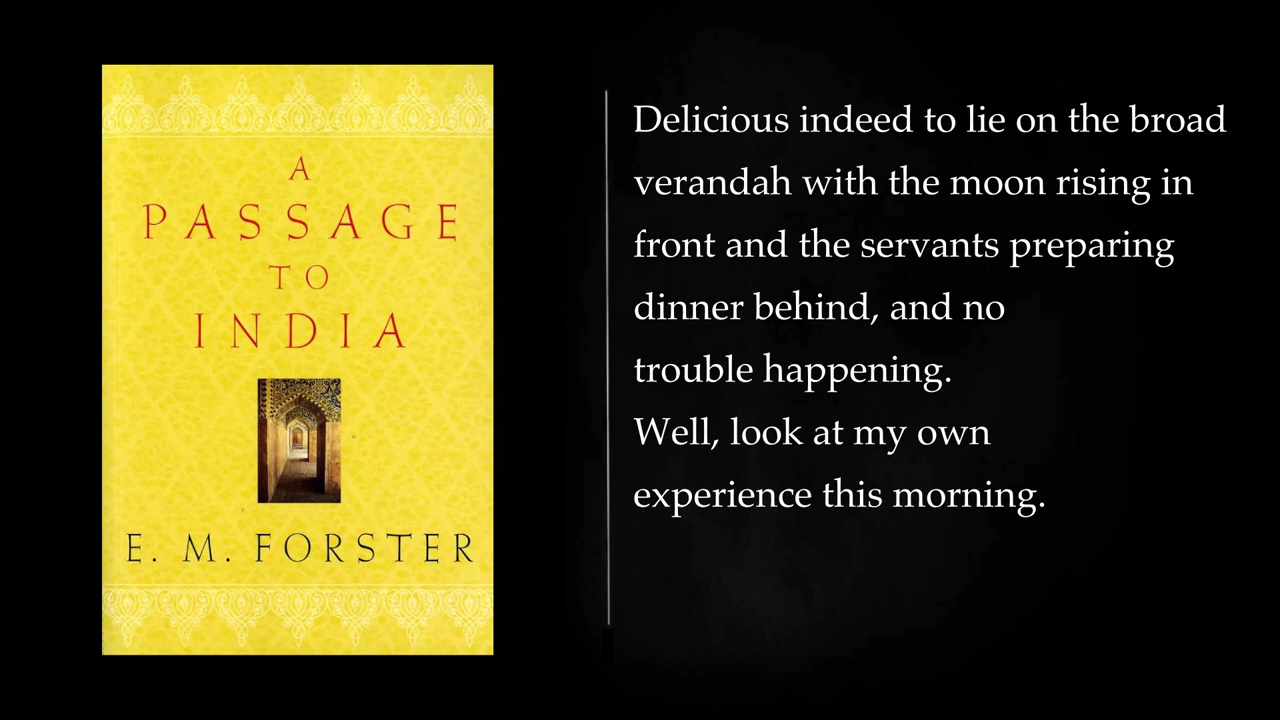 A
PASSAGE
TO
INDIA
E. M. FORSTER
Delicious indeed to lie on the broad
verandah with the moon rising in
front and the servants preparing
dinner behind, and no
trouble happening.
Well, look at my own
experience this morning.